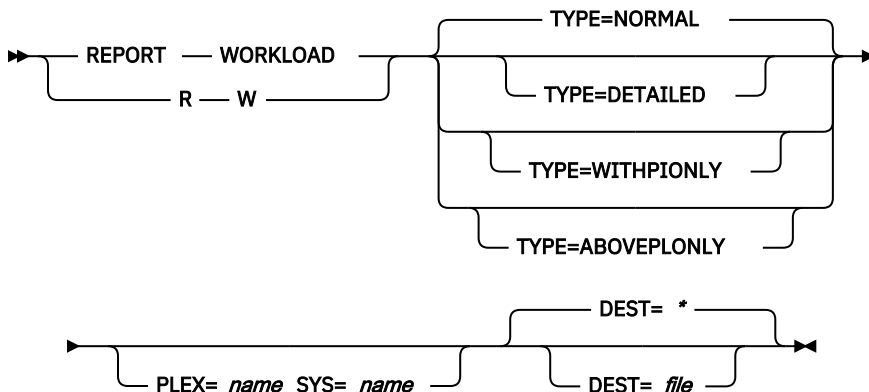 TYPE=NORMAL
REPORT WORKLOAD
R W
TYPE=DETAILED
TYPE=WITHPIONLY
TYPE=ABOVEPLONLY
DEST= *
PLEX= name SYS= name
DEST= file